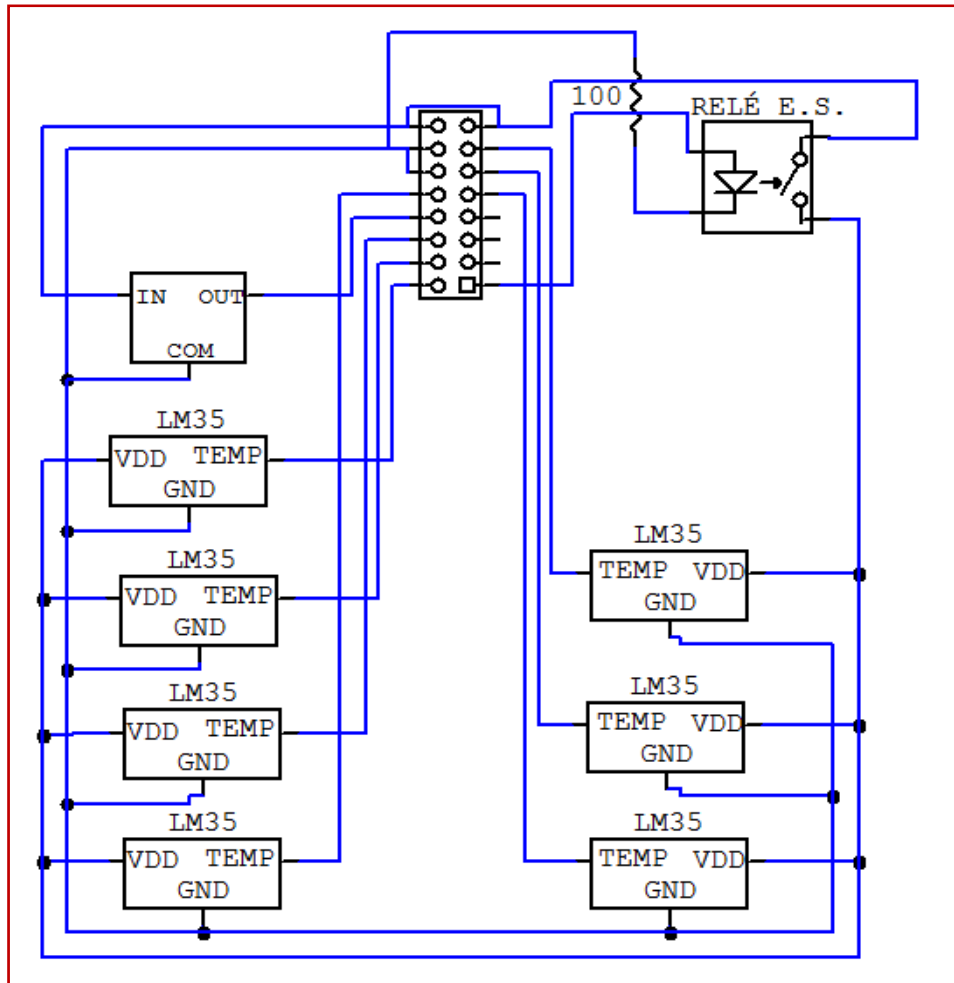 100
RELÉ E.S.
IN OUT
COM
LM35
VDD TEMP
GND
LM35
VDD TEMP
GND
LM35
VDD TEMP
GND
LM35
VDD TEMP
GND
LM35
TEMP VDD
GND
LM35
TEMP VDD
GND
LM35
TEMP VDD
GND